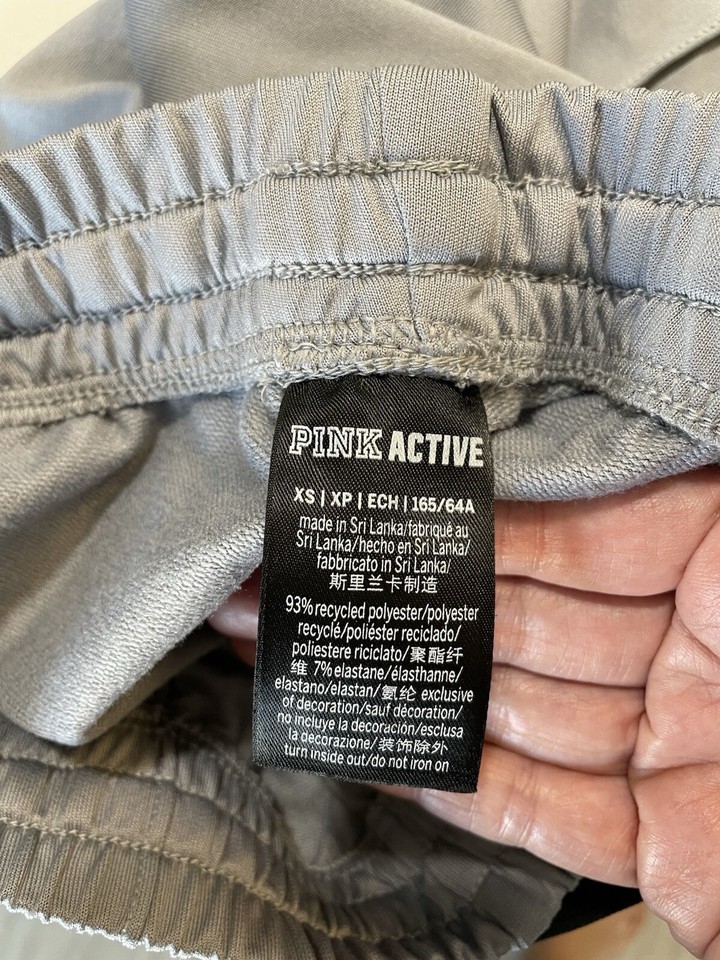 PINK ACTIVE
XS | XP | ECH | 165/64A
made in Sri Lanka/fabriqué au
Sri Lanka/hecho en Sri Lanka/
fabbricato in Sri Lanka/
斯里兰卡制造
93% recycled polyester/polyester
recyclé/poliéster reciclado/
poliestere riciclato/聚酯纤
维 7% elastane/élasthanne/
elastano/elastan/氨纶 exclusive
of decoration/sauf décoration/
no incluye la decoración/esclusa
la decorazione/装饰除外
turn inside out/do not iron on